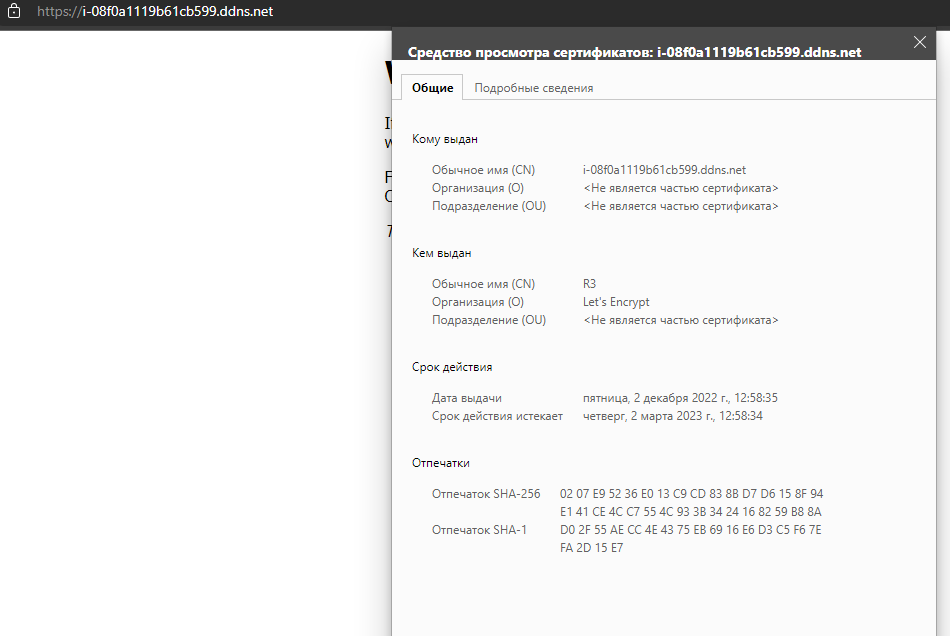 https://i-08f0a1119b61cb599.ddns.net
Средство просмотра сертификатов: i-08f0a1119b61cb599.ddns.net
Общие Подробные сведения
Кому выдан
Обычное имя (CN) i-08f0a1119b61cb599.ddns.net
Организация (O) <Не является частью сертификата>
Подразделение (OU) <Не является частью сертификата>
Кем выдан
Обычное имя (CN) R3
Организация (O) Let's Encrypt
Подразделение (OU) <Не является частью сертификата>
Срок действия
Дата выдачи пятница, 2 декабря 2022 г., 12:58:35
Срок действия истекает четверг, 2 марта 2023 г., 12:58:34
Отпечатки
Отпечаток SHA-256 02 07 E9 52 36 E0 13 C9 CD 83 8B D7 D6 15 8F 94
E1 41 CE 4C C7 55 4C 93 3B 34 24 16 82 59 B8 8A
Отпечаток SHA-1 D0 2F 55 AE CC 4E 43 75 EB 69 16 E6 D3 C5 F6 7E
FA 2D 15 E7